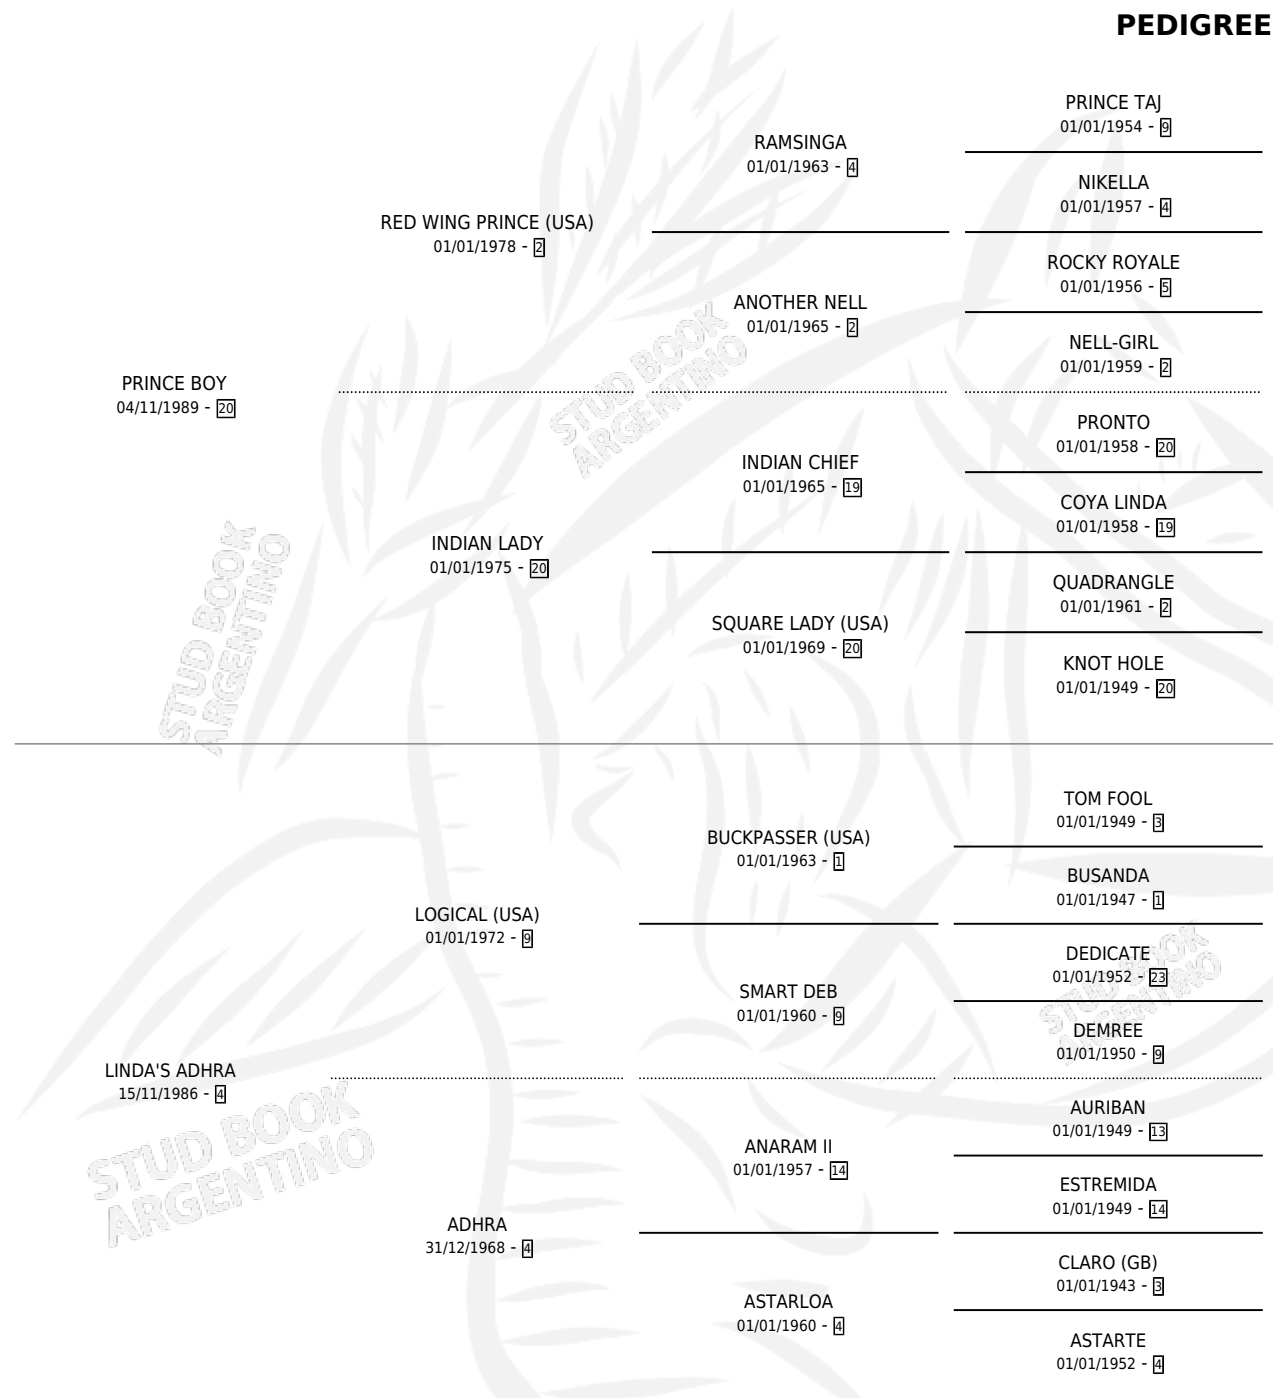 PEDIGREE
PRINCE TAJ
01/01/1954 - 9
RAMSINGA
01/01/1963 - 4
NIKELLA
01/01/1957 - 4
RED WING PRINCE (USA)
01/01/1978 - 2
ROCKY ROYALE
01/01/1956 - 5
ANOTHER NELL
01/01/1965 - 2
NELL-GIRL
01/01/1959 - 2
PRINCE BOY
04/11/1989 - 20
PRONTO
01/01/1958 - 20
INDIAN CHIEF
01/01/1965 - 19
COYA LINDA
01/01/1958 - 19
INDIAN LADY
01/01/1975 - 20
QUADRANGLE
01/01/1961 - 2
SQUARE LADY (USA)
01/01/1969 - 20
KNOT HOLE
01/01/1949 - 20
TOM FOOL
01/01/1949 - 3
BUCKPASSER (USA)
01/01/1963 - 1
BUSANDA
01/01/1947 - 1
LOGICAL (USA)
01/01/1972 - 9
DEDICATE
01/01/1952 - 23
SMART DEB
01/01/1960 - 9
DEMREE
01/01/1950 - 9
LINDA'S ADHRA
15/11/1986 - 4
AURIBAN
01/01/1949 - 13
ANARAM II
01/01/1957 - 14
ESTREMIDA
01/01/1949 - 14
ADHRA
31/12/1968 - 4
CLARO (GB)
01/01/1943 - 3
ASTARLOA
01/01/1960 - 4
ASTARTE
01/01/1952 - 4
STUD BOOK
ARGENTINO
STUD BOOK
ARGENTINO
STUD BOOK
ARGENTINO
STUD BOOK
ARGENTINO